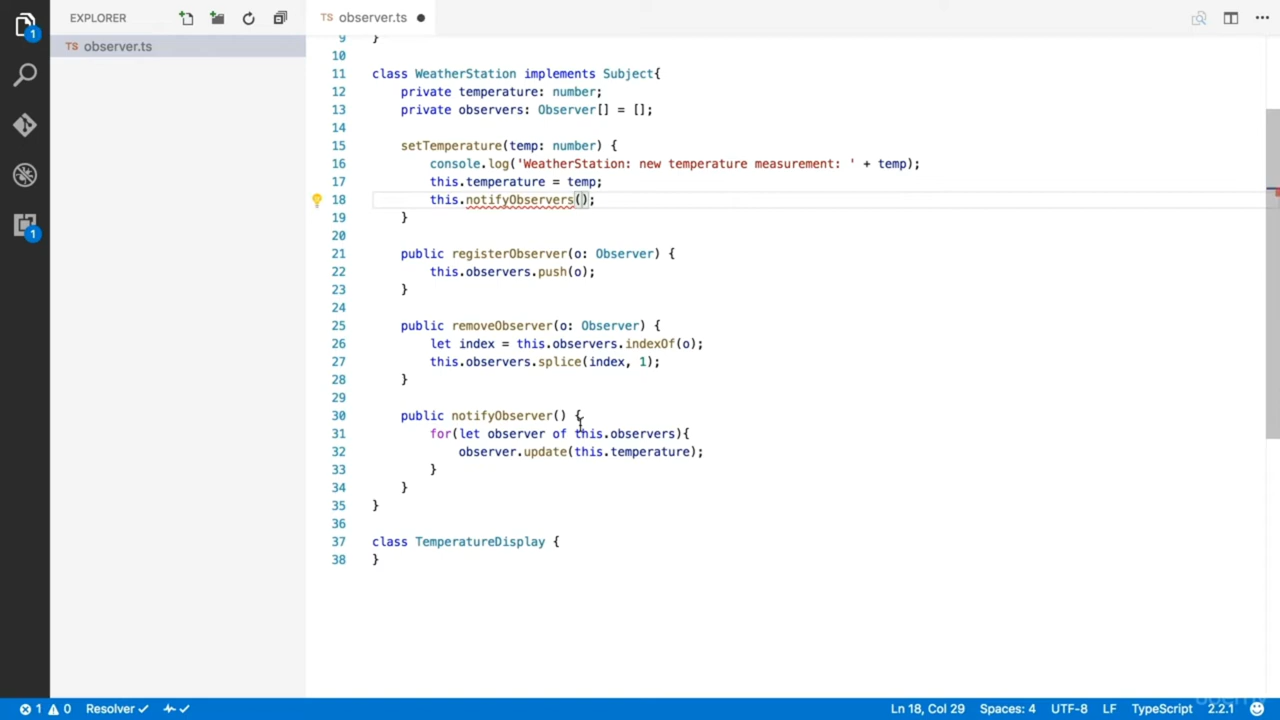 EXPLORER
TS observer.ts
TS observer.ts
1
1
9 }
10
11 class WeatherStation implements Subject{
12     private temperature: number;
13     private observers: Observer[] = [];
14
15     setTemperature(temp: number) {
16         console.log('WeatherStation: new temperature measurement: ' + temp);
17         this.temperature = temp;
18         this.notifyObservers();
19     }
20
21     public registerObserver(o: Observer) {
22         this.observers.push(o);
23     }
24
25     public removeObserver(o: Observer) {
26         let index = this.observers.indexOf(o);
27         this.observers.splice(index, 1);
28     }
29
30     public notifyObserver() {
31         for(let observer of this.observers){
32             observer.update(this.temperature);
33         }
34     }
35 }
36
37 class TemperatureDisplay {
38 }
1 0 Resolver Ln 18, Col 29 Spaces: 4 UTF-8 LF TypeScript 2.2.1